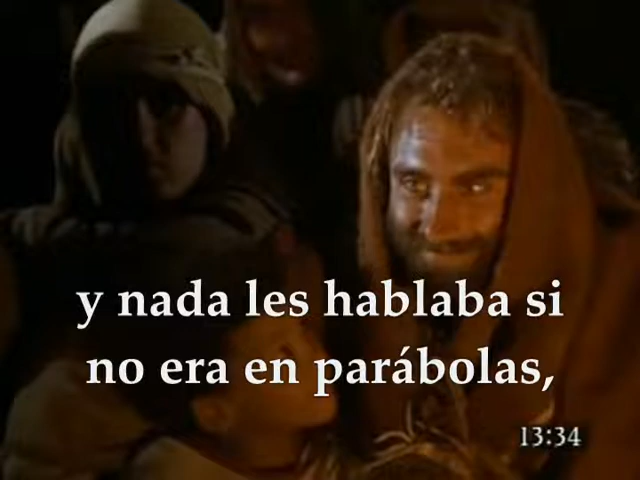 y nada les hablaba si
no era en parábolas,
13:34